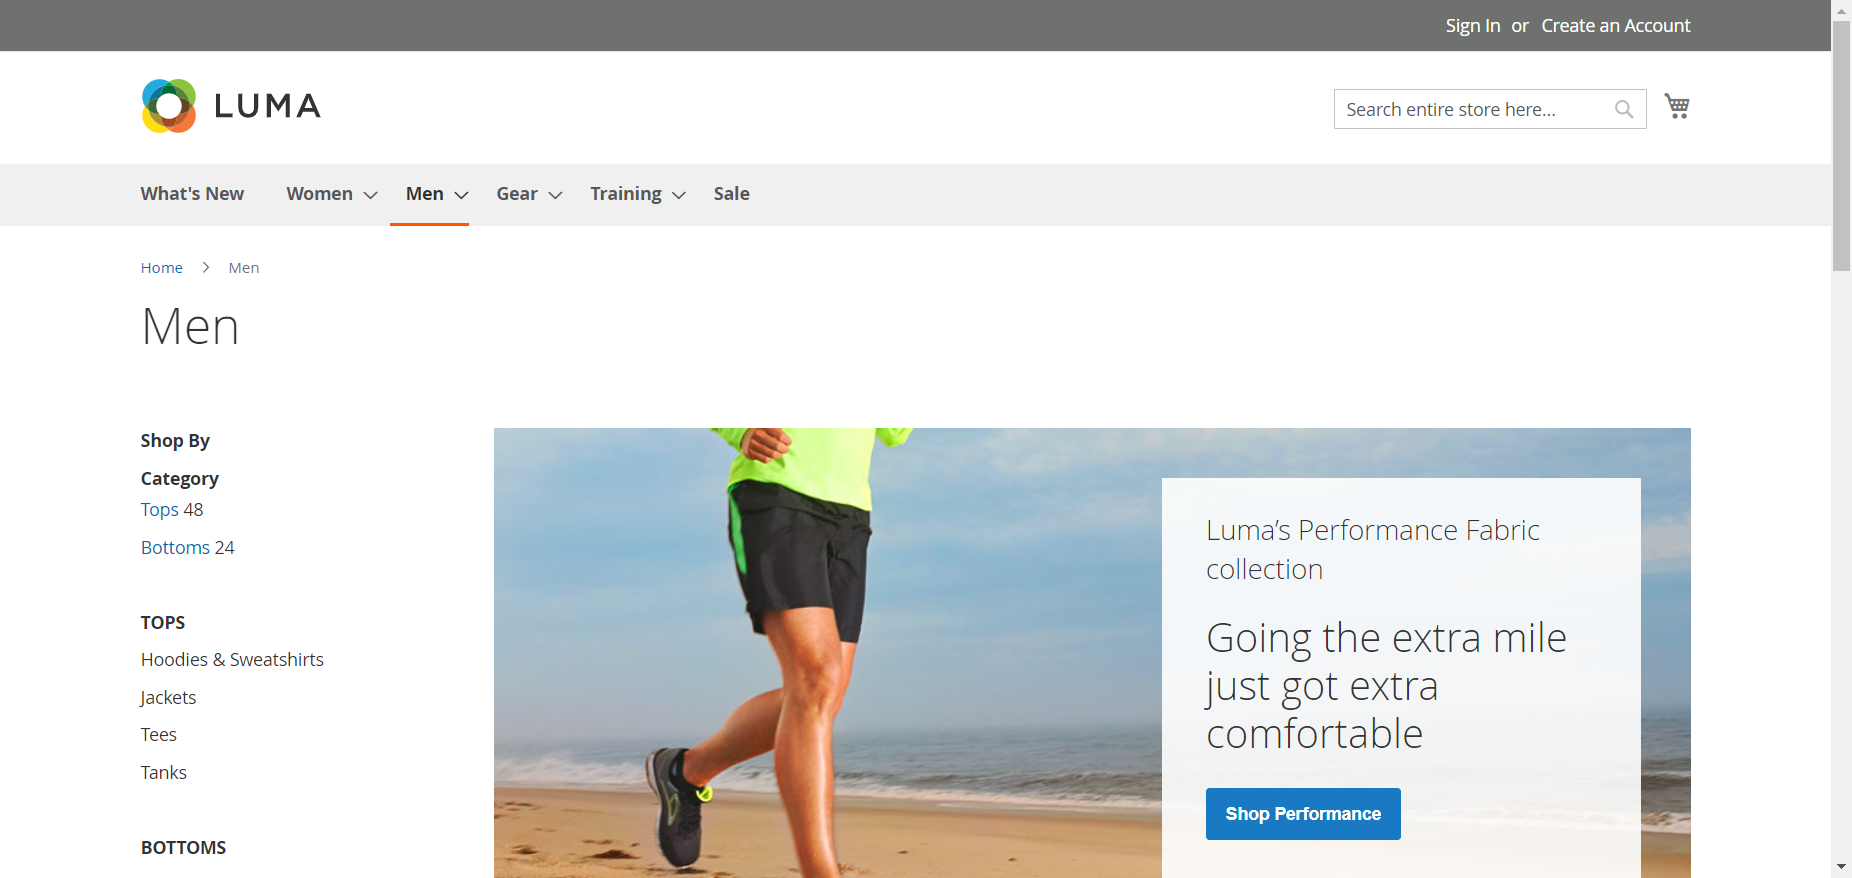 Sign In or Create an Account
LUMA
Search entire store here...
What's New Women Men Gear Training Sale
Home Men
Men
Shop By
Category
Tops 48
Bottoms 24
TOPS
Hoodies & Sweatshirts
Jackets
Tees
Tanks
BOTTOMS
Luma’s Performance Fabric
collection
Going the extra mile
just got extra
comfortable
Shop Performance